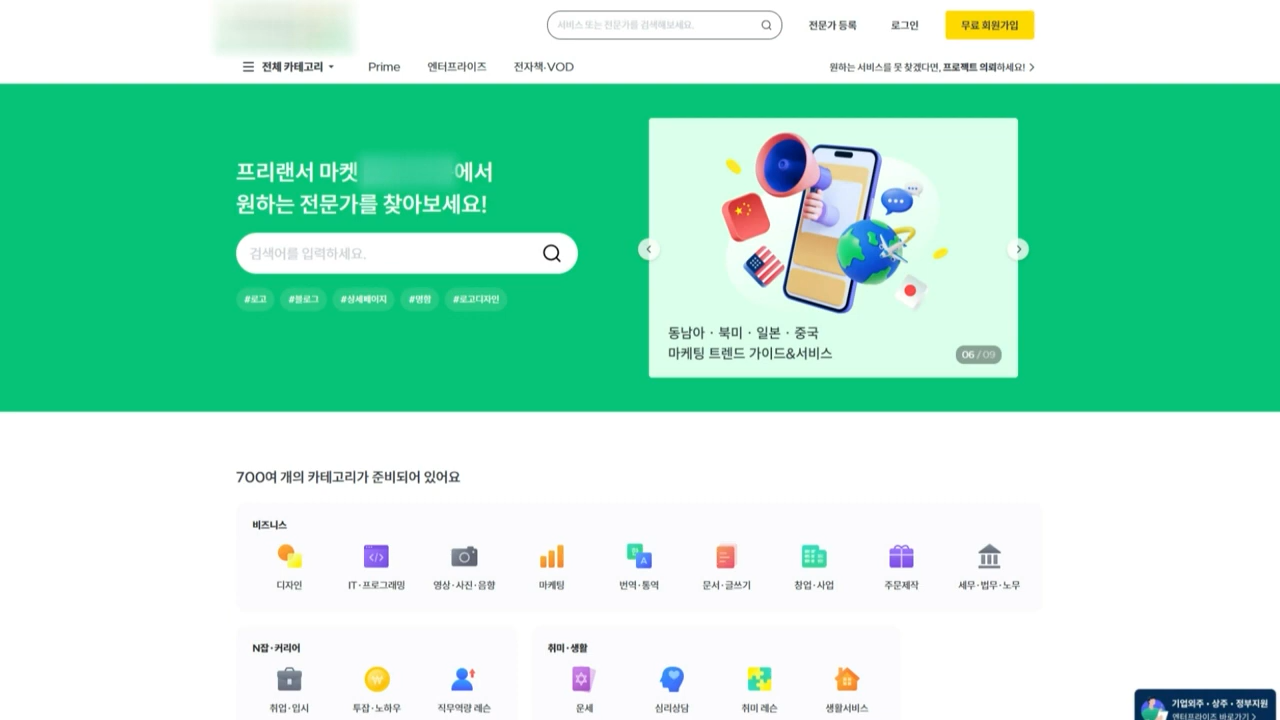 서비스 또는 전문가를 검색해보세요.
전문가 등록
로그인
무료 회원가입
전체 카테고리
Prime
엔터프라이즈
전자책·VOD
원하는 서비스를 못 찾겠다면, 프로젝트 의뢰하세요!
프리랜서 마켓 에서
원하는 전문가를 찾아보세요!
검색어를 입력하세요.
#로고
#블로그
#상세페이지
#명함
#로고디자인
동남아 · 북미 · 일본 · 중국
마케팅 트렌드 가이드&서비스
06 / 09
700여 개의 카테고리가 준비되어 있어요
비즈니스
디자인
IT·프로그래밍
영상·사진·음향
마케팅
번역·통역
문서·글쓰기
창업·사업
주문제작
세무·법무·노무
N잡·커리어
취업·입시
투잡·노하우
직무역량 레슨
취미·생활
운세
심리상담
취미 레슨
생활서비스
기업외주·상주·정부지원
엔터프라이즈 바로가기